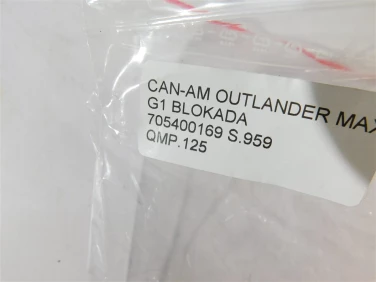 CAN-AM OUTLANDER MAX
G1 BLOKADA
705400169 S.959
QMP.125